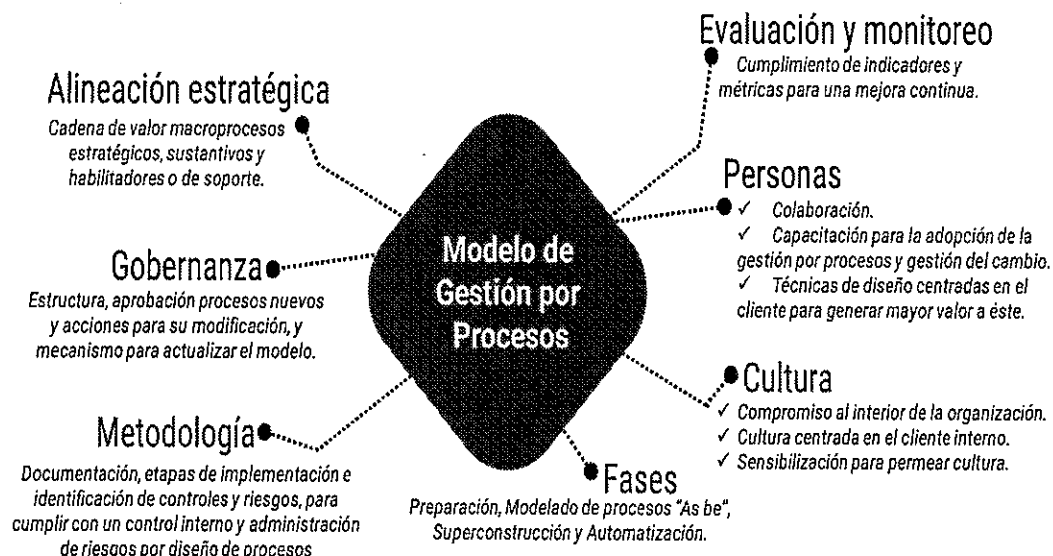 Evaluación y monitoreo
Cumplimiento de indicadores y
métricas para una mejora continua.
Alineación estratégica
Cadena de valor macroprocesos
estratégicos, sustantivos y
habilitadores o de soporte.
Personas
✓ Colaboración.
✓ Capacitación para la adopción de la
gestión por procesos y gestión del cambio.
✓ Técnicas de diseño centradas en el
cliente para generar mayor valor a éste.
Modelo de
Gestión por
Procesos
Gobernanza
Estructura, aprobación procesos nuevos
y acciones para su modificación, y
mecanismo para actualizar el modelo.
Cultura
✓ Compromiso al interior de la organización.
✓ Cultura centrada en el cliente interno.
✓ Sensibilización para permear cultura.
Metodología
Documentación, etapas de implementación e
identificación de controles y riesgos, para
cumplir con un control interno y administración
de riesgos por diseño de procesos
Fases
Preparación, Modelado de procesos "As be",
Superconstrucción y Automatización.